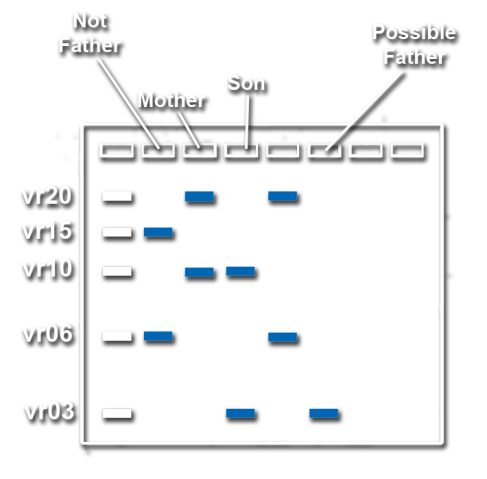 Not
Father
Mother
Son
Possible
Father
vr20
vr15
vr10
vr06
vr03